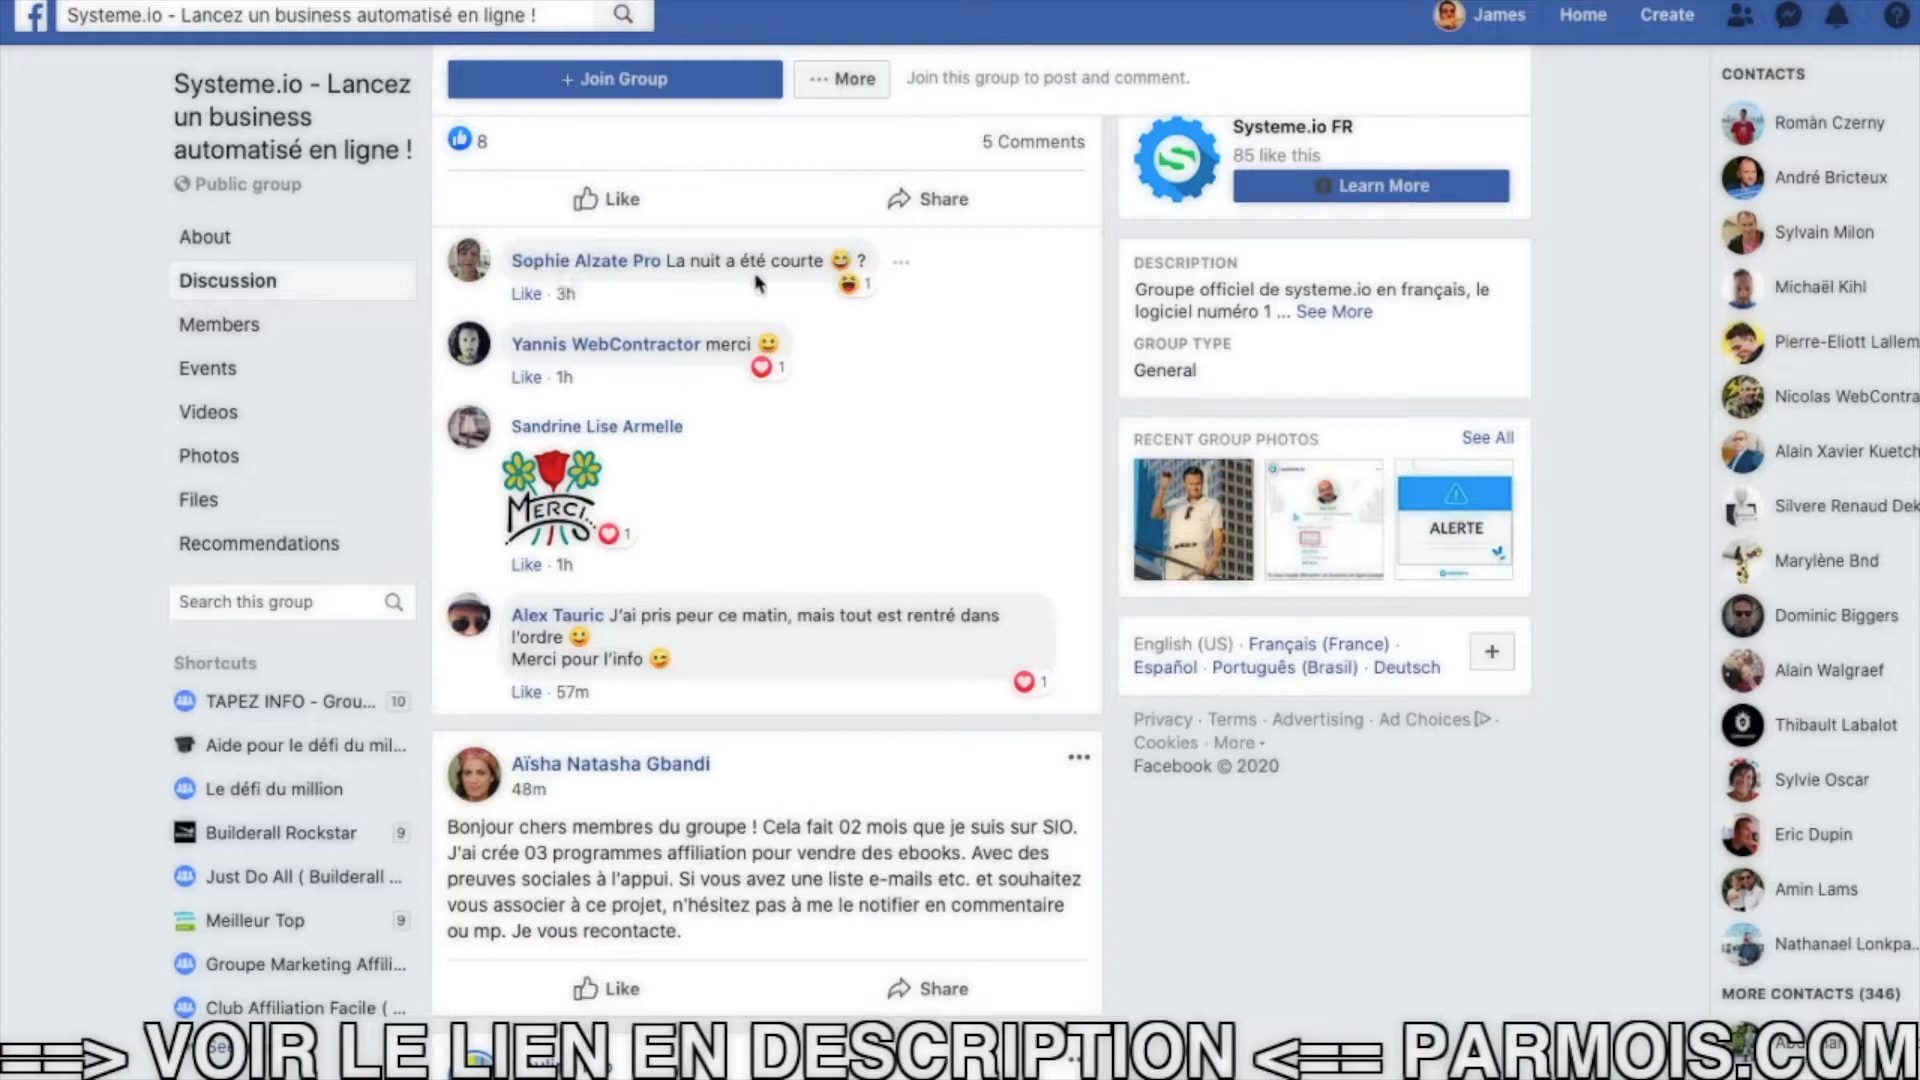 Systeme.io - Lancez un business automatisé en ligne !
James
Home
Create
Systeme.io - Lancez
un business
automatisé en ligne !
Public group
About
Discussion
Members
Events
Videos
Photos
Files
Recommendations
Search this group
Shortcuts
TAPEZ INFO - Grou... 10
Aide pour le défi du mil...
Le défi du million
Builderall Rockstar 9
Just Do All ( Builderall ...
Meilleur Top 9
Groupe Marketing Affili...
Club Affiliation Facile ( ...
See
+ Join Group
... More
Join this group to post and comment.
8
5 Comments
Like
Share
Sophie Alzate Pro La nuit a été courte 😅 ?
1
Like · 3h
Yannis WebContractor merci 😀
1
Like · 1h
Sandrine Lise Armelle
MERCI...
1
Like · 1h
Alex Tauric J'ai pris peur ce matin, mais tout est rentré dans
l'ordre 😀
Merci pour l'info 😉
1
Like · 57m
Aïsha Natasha Gbandi
48m
Bonjour chers membres du groupe ! Cela fait 02 mois que je suis sur SIO.
J'ai crée 03 programmes affiliation pour vendre des ebooks. Avec des
preuves sociales à l'appui. Si vous avez une liste e-mails etc. et souhaitez
vous associer à ce projet, n'hésitez pas à me le notifier en commentaire
ou mp. Je vous recontacte.
Like
Share
Systeme.io FR
85 like this
Learn More
DESCRIPTION
Groupe officiel de systeme.io en français, le
logiciel numéro 1 ... See More
GROUP TYPE
General
RECENT GROUP PHOTOS
See All
ALERTE
English (US) · Français (France) ·
Español · Português (Brasil) · Deutsch
+
Privacy · Terms · Advertising · Ad Choices ·
Cookies · More
Facebook © 2020
CONTACTS
Romàn Czerny
André Bricteux
Sylvain Milon
Michaël Kihl
Pierre-Eliott Lallem
Nicolas WebContra
Alain Xavier Kuetch
Silvere Renaud Dek
Marylène Bnd
Dominic Biggers
Alain Walgraef
Thibault Labalot
Sylvie Oscar
Eric Dupin
Amin Lams
Nathanael Lonkpa...
MORE CONTACTS (346)
==> VOIR LE LIEN EN DESCRIPTION <== PARMOIS.COM